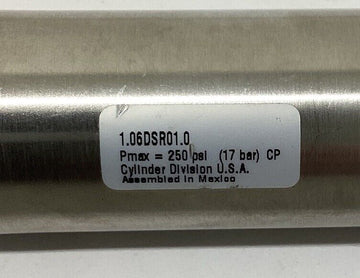 1.06DSR01.0
Pmax = 250 psi (17 bar) CP
Cylinder Division U.S.A.
Assembled in Mexico